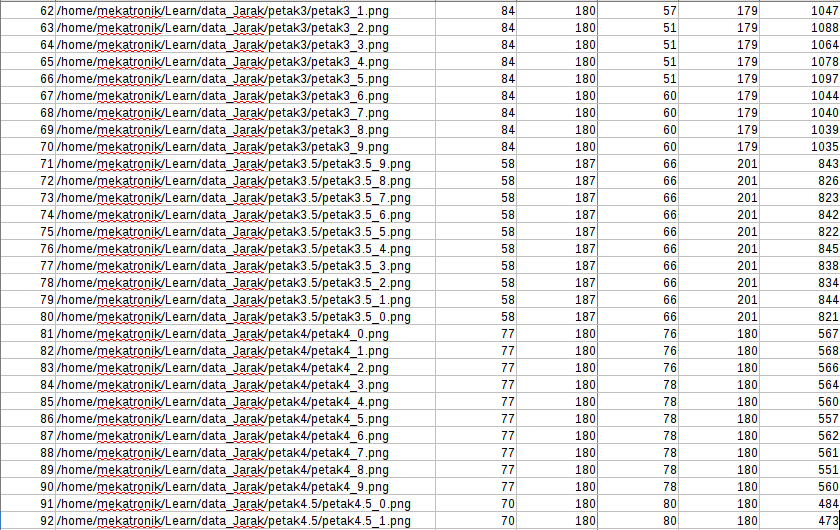 62 /home/mekatronik/Learn/data_Jarak/petak3/petak3_1.png 84 180 57 179 1047
63 /home/mekatronik/Learn/data_Jarak/petak3/petak3_2.png 84 180 51 179 1088
64 /home/mekatronik/Learn/data_Jarak/petak3/petak3_3.png 84 180 51 179 1064
65 /home/mekatronik/Learn/data_Jarak/petak3/petak3_4.png 84 180 51 179 1078
66 /home/mekatronik/Learn/data_Jarak/petak3/petak3_5.png 84 180 51 179 1097
67 /home/mekatronik/Learn/data_Jarak/petak3/petak3_6.png 84 180 60 179 1044
68 /home/mekatronik/Learn/data_Jarak/petak3/petak3_7.png 84 180 60 179 1040
69 /home/mekatronik/Learn/data_Jarak/petak3/petak3_8.png 84 180 60 179 1039
70 /home/mekatronik/Learn/data_Jarak/petak3/petak3_9.png 84 180 60 179 1035
71 /home/mekatronik/Learn/data_Jarak/petak3.5/petak3.5_9.png 58 187 66 201 843
72 /home/mekatronik/Learn/data_Jarak/petak3.5/petak3.5_8.png 58 187 66 201 826
73 /home/mekatronik/Learn/data_Jarak/petak3.5/petak3.5_7.png 58 187 66 201 823
74 /home/mekatronik/Learn/data_Jarak/petak3.5/petak3.5_6.png 58 187 66 201 842
75 /home/mekatronik/Learn/data_Jarak/petak3.5/petak3.5_5.png 58 187 66 201 822
76 /home/mekatronik/Learn/data_Jarak/petak3.5/petak3.5_4.png 58 187 66 201 845
77 /home/mekatronik/Learn/data_Jarak/petak3.5/petak3.5_3.png 58 187 66 201 838
78 /home/mekatronik/Learn/data_Jarak/petak3.5/petak3.5_2.png 58 187 66 201 834
79 /home/mekatronik/Learn/data_Jarak/petak3.5/petak3.5_1.png 58 187 66 201 844
80 /home/mekatronik/Learn/data_Jarak/petak3.5/petak3.5_0.png 58 187 66 201 821
81 /home/mekatronik/Learn/data_Jarak/petak4/petak4_0.png 77 180 76 180 567
82 /home/mekatronik/Learn/data_Jarak/petak4/petak4_1.png 77 180 76 180 568
83 /home/mekatronik/Learn/data_Jarak/petak4/petak4_2.png 77 180 76 180 566
84 /home/mekatronik/Learn/data_Jarak/petak4/petak4_3.png 77 180 78 180 564
85 /home/mekatronik/Learn/data_Jarak/petak4/petak4_4.png 77 180 78 180 560
86 /home/mekatronik/Learn/data_Jarak/petak4/petak4_5.png 77 180 78 180 557
87 /home/mekatronik/Learn/data_Jarak/petak4/petak4_6.png 77 180 78 180 562
88 /home/mekatronik/Learn/data_Jarak/petak4/petak4_7.png 77 180 78 180 561
89 /home/mekatronik/Learn/data_Jarak/petak4/petak4_8.png 77 180 78 180 551
90 /home/mekatronik/Learn/data_Jarak/petak4/petak4_9.png 77 180 78 180 560
91 /home/mekatronik/Learn/data_Jarak/petak4.5/petak4.5_0.png 70 180 80 180 484
92 /home/mekatronik/Learn/data_Jarak/petak4.5/petak4.5_1.png 70 180 80 180 473